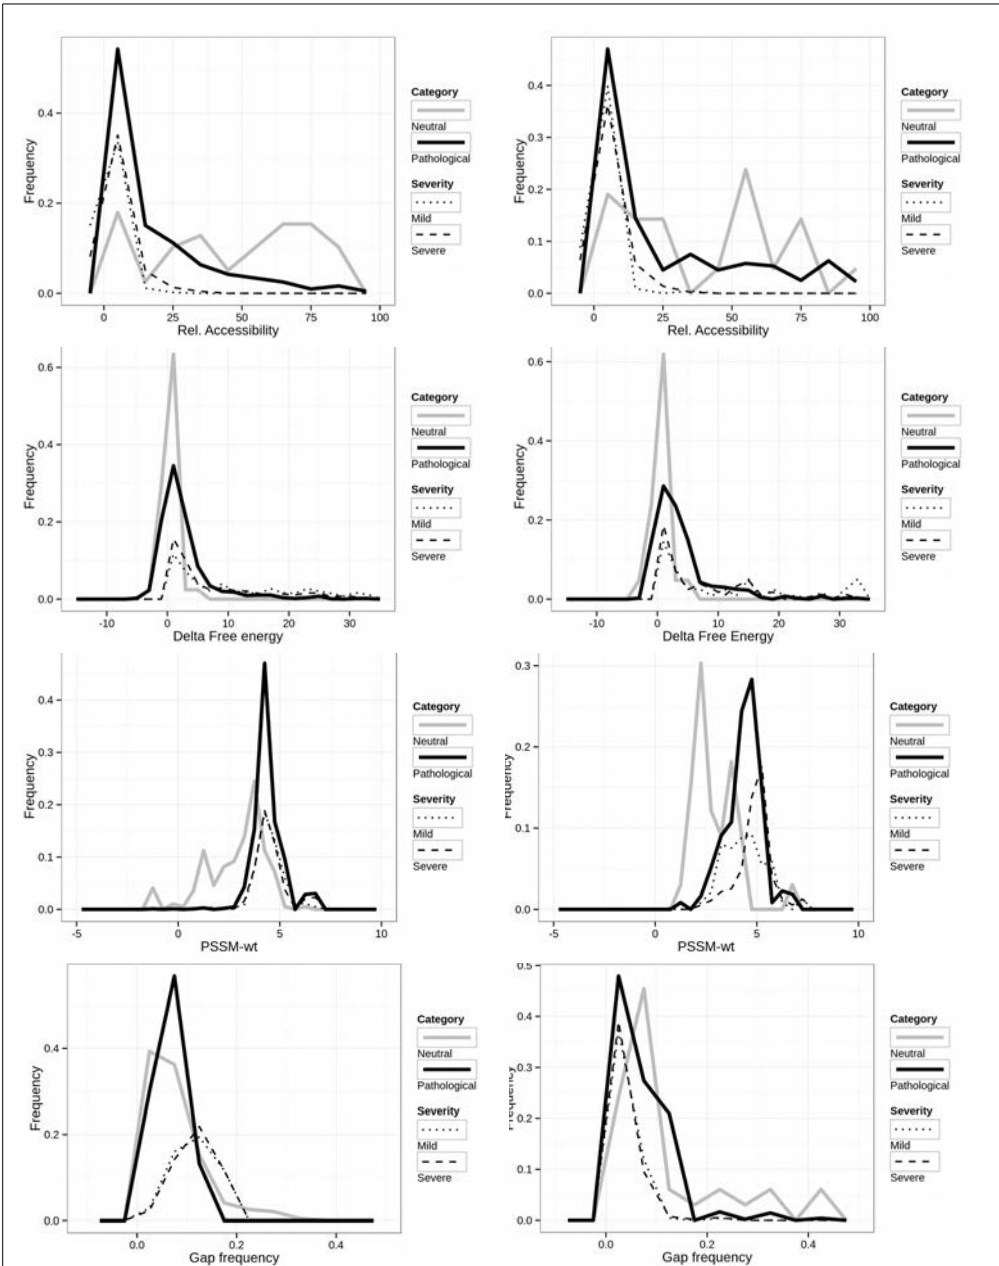 Frequency
0.4
0.2
0.0
0
25
50
75
100
Rel. Accessibility
Category
Neutral
Pathological
Severity
Mild
Severe
Frequency
0.4
0.3
0.2
0.1
0.0
0
25
50
75
100
Rel. Accessibility
Category
Neutral
Pathological
Severity
Mild
Severe
Frequency
0.6
0.4
0.2
0.0
-10
0
10
20
30
Delta Free energy
Category
Neutral
Pathological
Severity
Mild
Severe
Frequency
0.6
0.4
0.2
0.0
-10
0
10
20
30
Delta Free Energy
Category
Neutral
Pathological
Severity
Mild
Severe
Frequency
0.4
0.3
0.2
0.1
0.0
-5
0
5
10
PSSM-wt
Category
Neutral
Pathological
Severity
Mild
Severe
Frequency
0.3
0.2
0.1
0.0
-5
0
5
10
PSSM-wt
Category
Neutral
Pathological
Severity
Mild
Severe
Frequency
0.4
0.2
0.0
0.0
0.2
0.4
Gap frequency
Category
Neutral
Pathological
Severity
Mild
Severe
Frequency
0.5
0.4
0.3
0.2
0.1
0.0
0.0
0.2
0.4
Gap frequency
Category
Neutral
Pathological
Severity
Mild
Severe